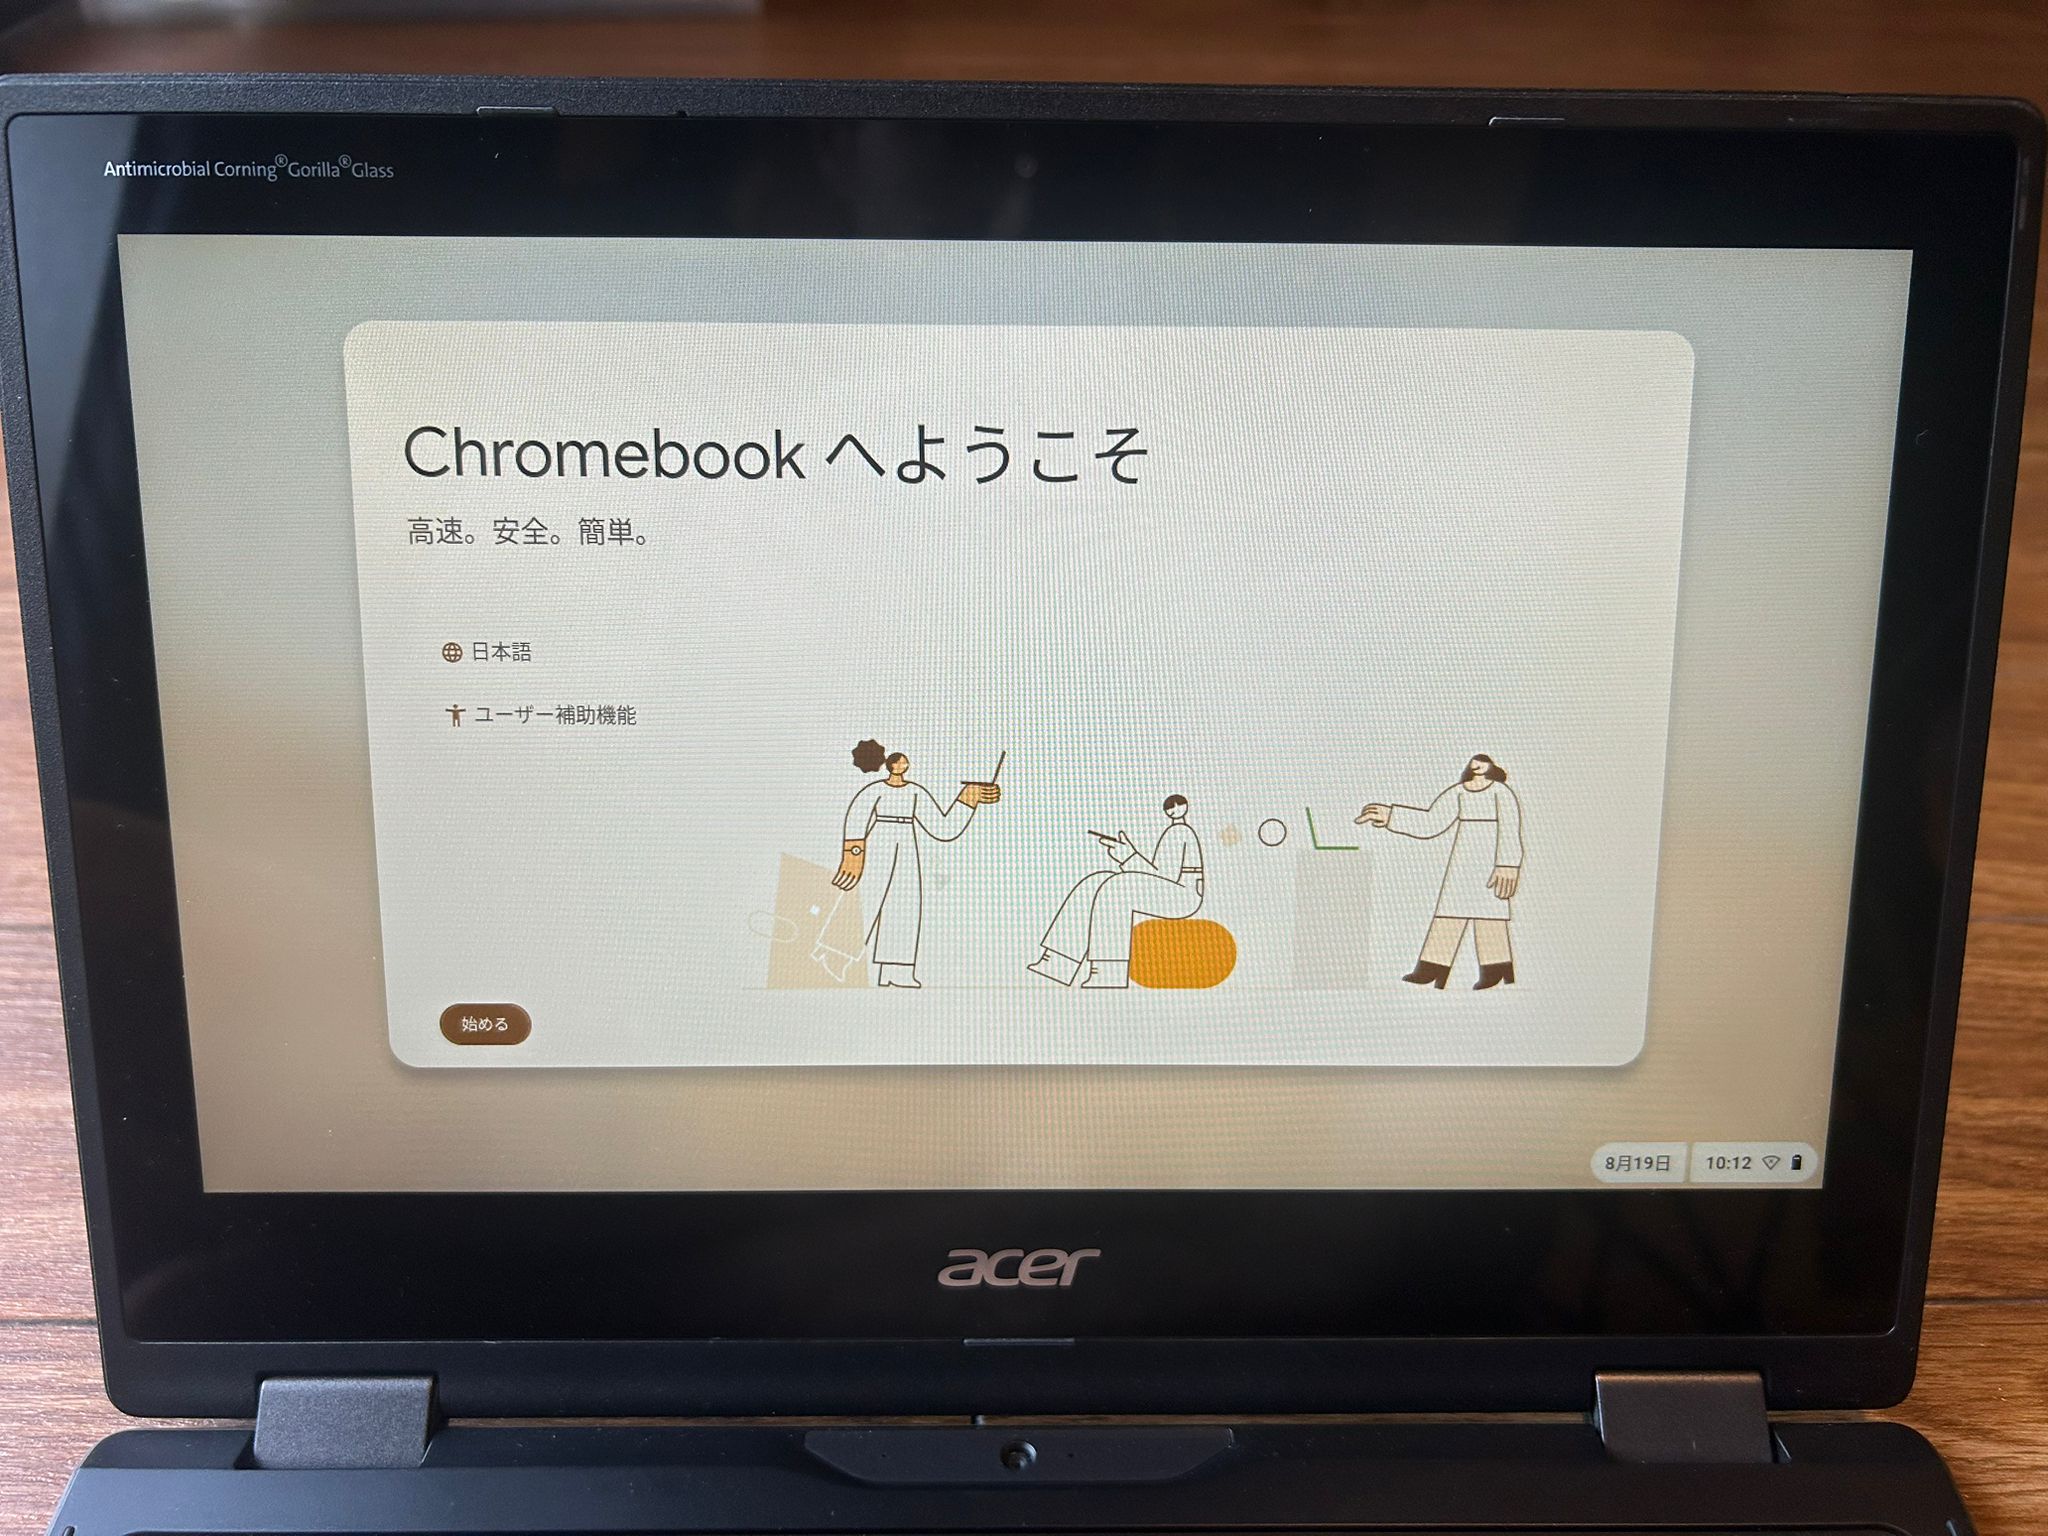 Antimicrobial Corning®Gorilla®Glass
Chromebook へようこそ
高速。安全。簡単。
日本語
ユーザー補助機能
始める
8月19日 10:12
acer